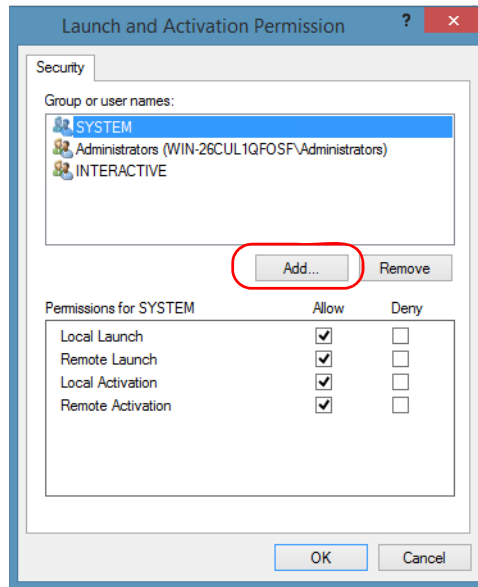 Launch and Activation Permission ? ×
Security
Group or user names:
SYSTEM
Administrators (WIN-26CUL1QFOSF\Administrators)
INTERACTIVE
Add... Remove
Permissions for SYSTEM Allow Deny
Local Launch
Remote Launch
Local Activation
Remote Activation
OK Cancel